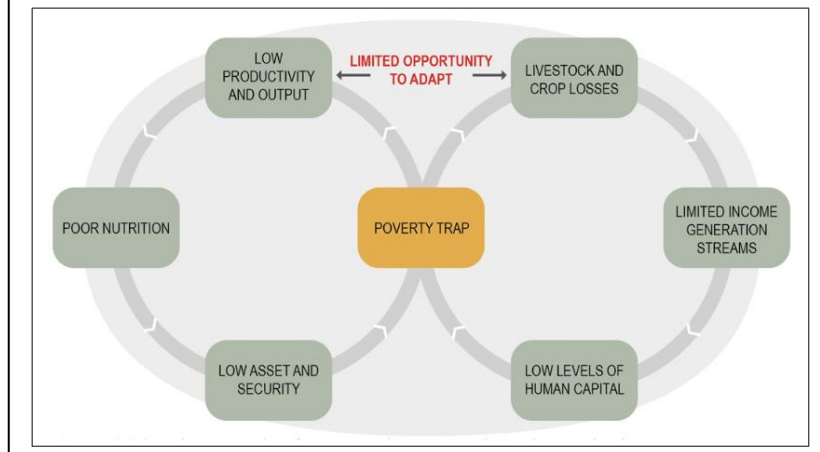 LOW
PRODUCTIVITY
AND OUTPUT
LIMITED OPPORTUNITY
TO ADAPT
LIVESTOCK AND
CROP LOSSES
POOR NUTRITION
POVERTY TRAP
LIMITED INCOME
GENERATION
STREAMS
LOW ASSET AND
SECURITY
LOW LEVELS OF
HUMAN CAPITAL